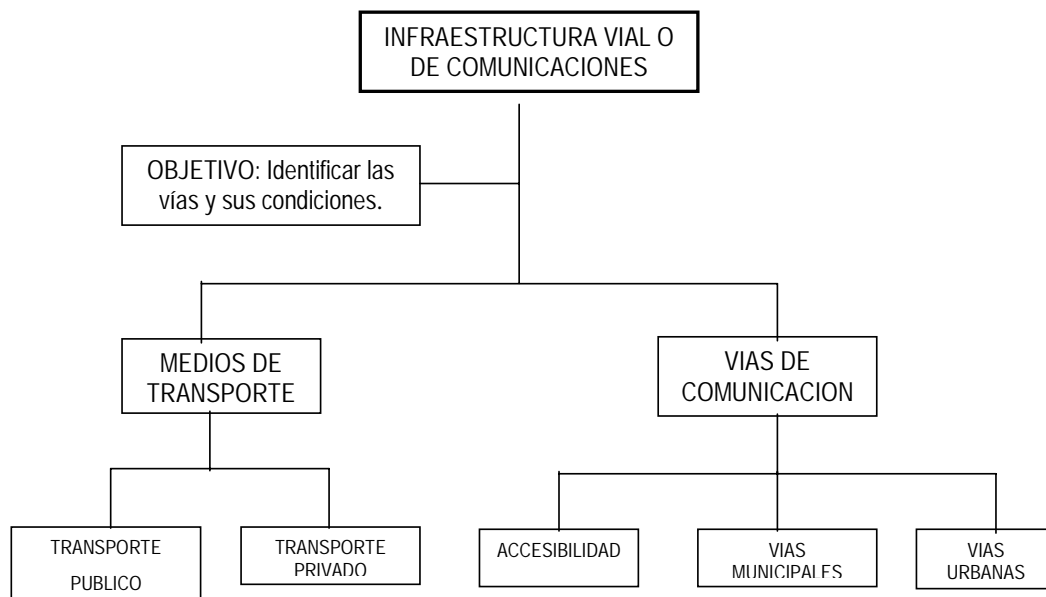 INFRAESTRUCTURA VIAL O
DE COMUNICACIONES
OBJETIVO: Identificar las
vías y sus condiciones.
MEDIOS DE
TRANSPORTE
VIAS DE
COMUNICACION
TRANSPORTE
PUBLICO
TRANSPORTE
PRIVADO
ACCESIBILIDAD
VIAS
MUNICIPALES
VIAS
URBANAS